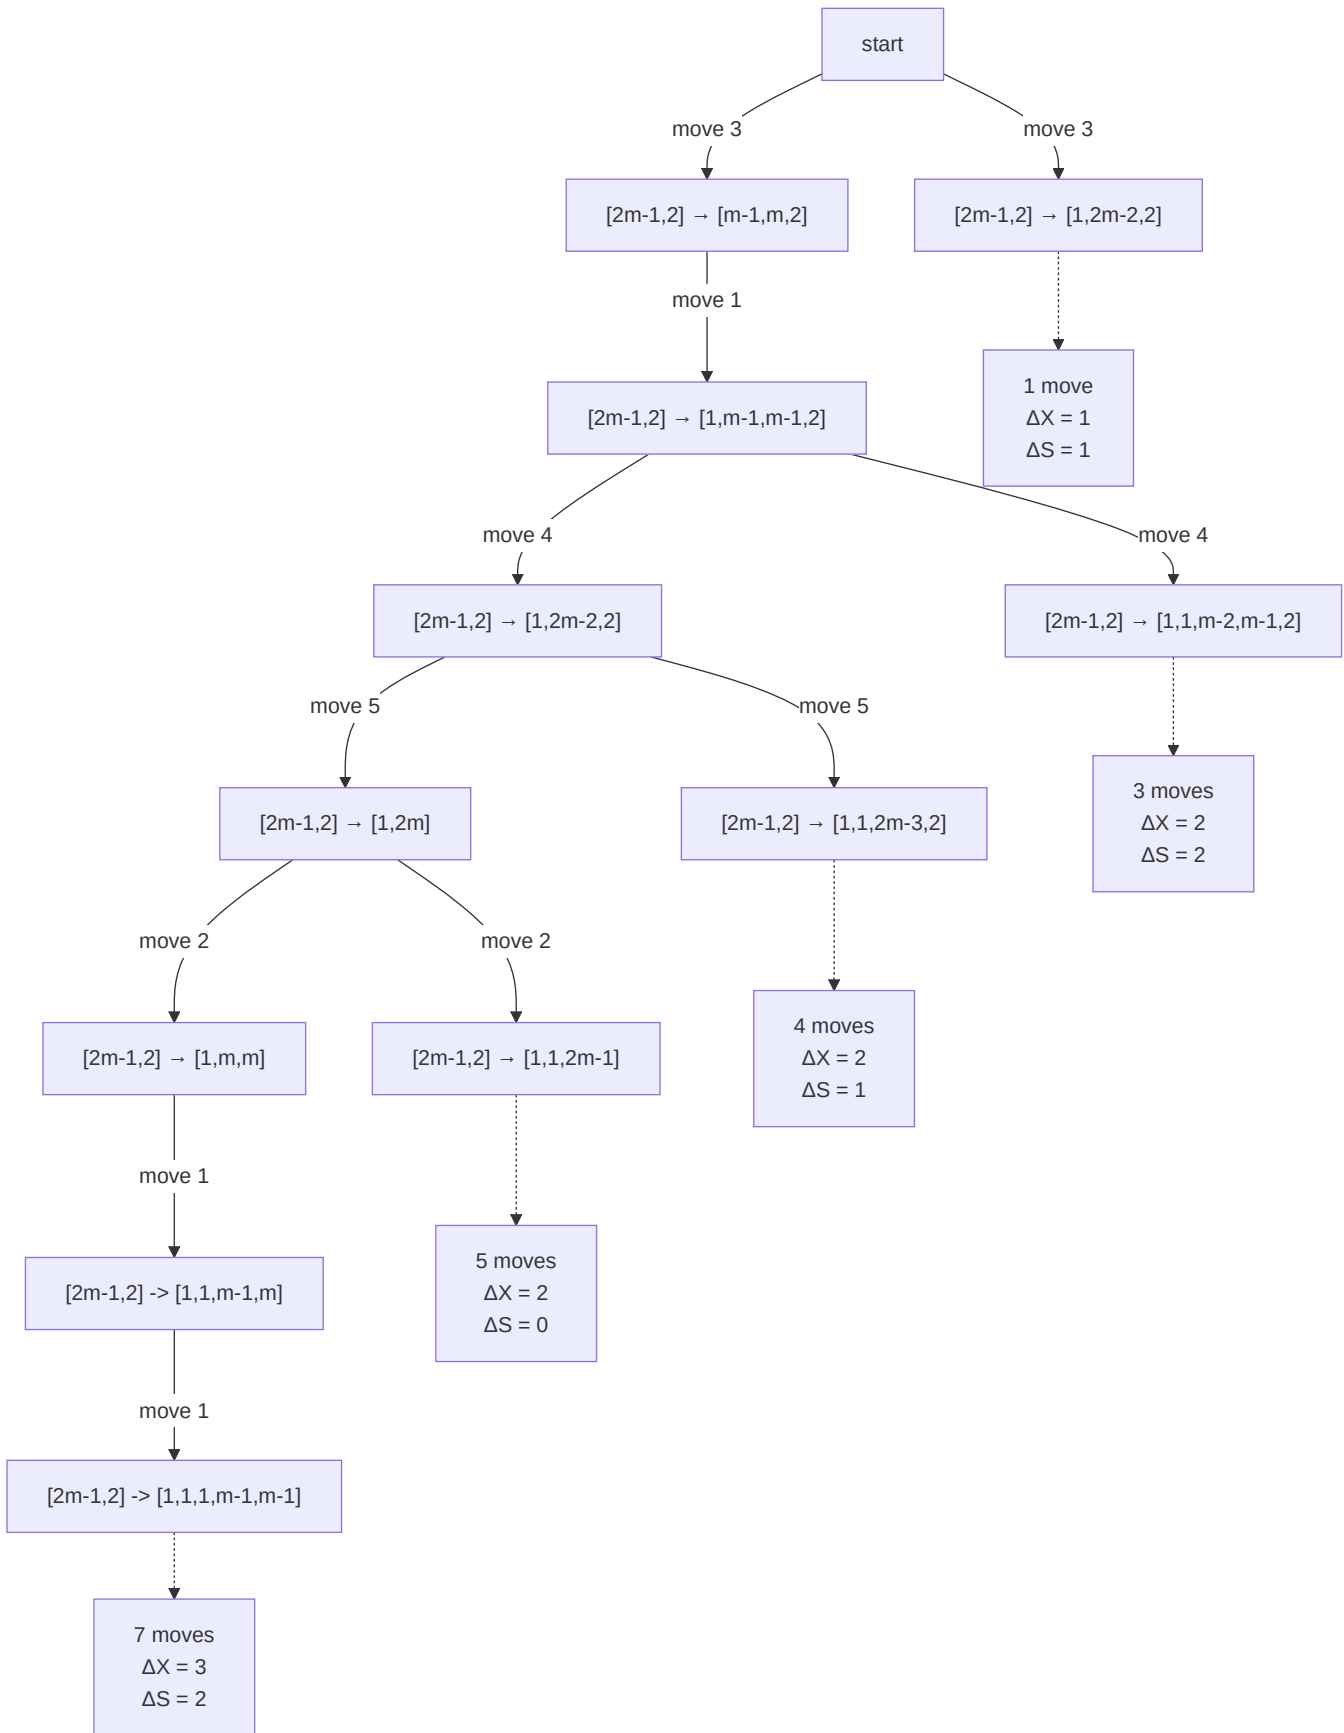 start
move 3
move 3
[2m-1,2] → [m-1,m,2]
[2m-1,2] → [1,2m-2,2]
move 1
1 move
ΔX = 1
ΔS = 1
[2m-1,2] → [1,m-1,m-1,2]
move 4
move 4
[2m-1,2] → [1,2m-2,2]
[2m-1,2] → [1,1,m-2,m-1,2]
move 5
move 5
3 moves
ΔX = 2
ΔS = 2
[2m-1,2] → [1,2m]
[2m-1,2] → [1,1,2m-3,2]
move 2
move 2
4 moves
ΔX = 2
ΔS = 1
[2m-1,2] → [1,m,m]
[2m-1,2] → [1,1,2m-1]
move 1
5 moves
ΔX = 2
ΔS = 0
[2m-1,2] -> [1,1,m-1,m]
move 1
[2m-1,2] -> [1,1,1,m-1,m-1]
7 moves
ΔX = 3
ΔS = 2